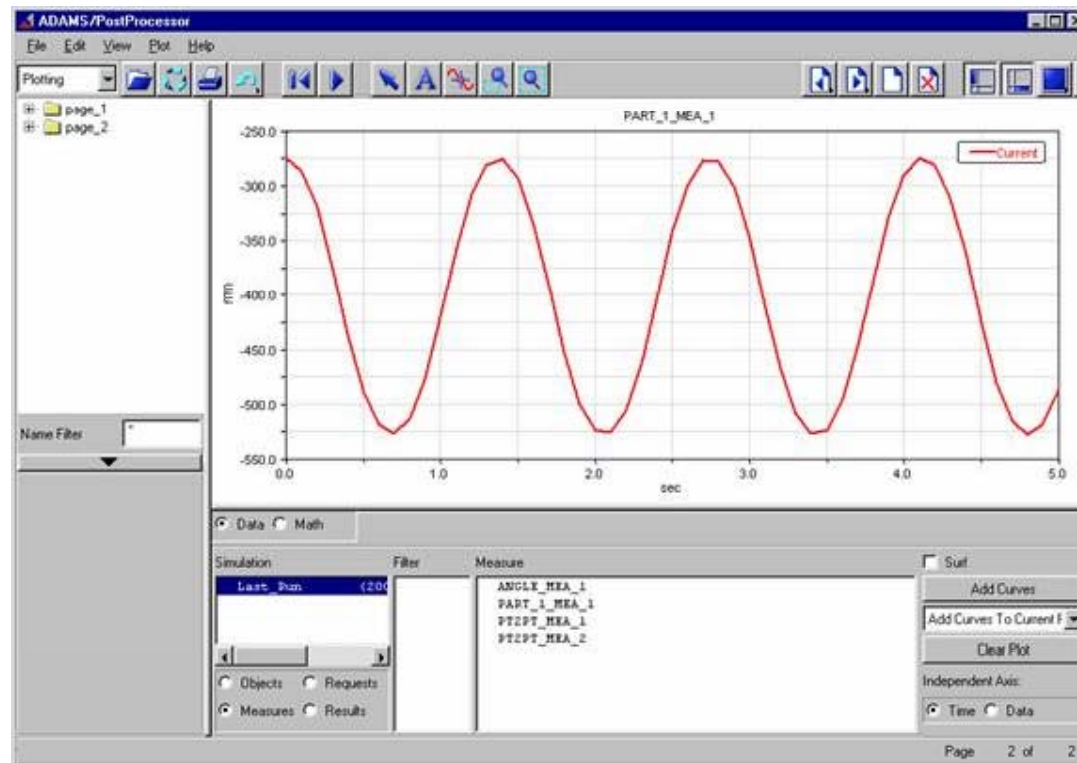 ADAMS/PostProcessor
File Edit View Plot Help
Plotting
A
page_1
page_2
PART_1_MEA_1
Current
-250.0
-300.0
-350.0
-400.0
-450.0
-500.0
-550.0
mm
0.0 1.0 2.0 3.0 4.0 5.0
sec
Name Filter *
Data Math
Simulation Filter Measure Surf
Last_Run (200
ANGLE_MEA_1
PART_1_MEA_1
PT2PT_MEA_1
PT2PT_MEA_2
Add Curves
Add Curves To Current P
Clear Plot
Objects Requests
Measures Results
Independent Axis:
Time Data
Page 2 of 2